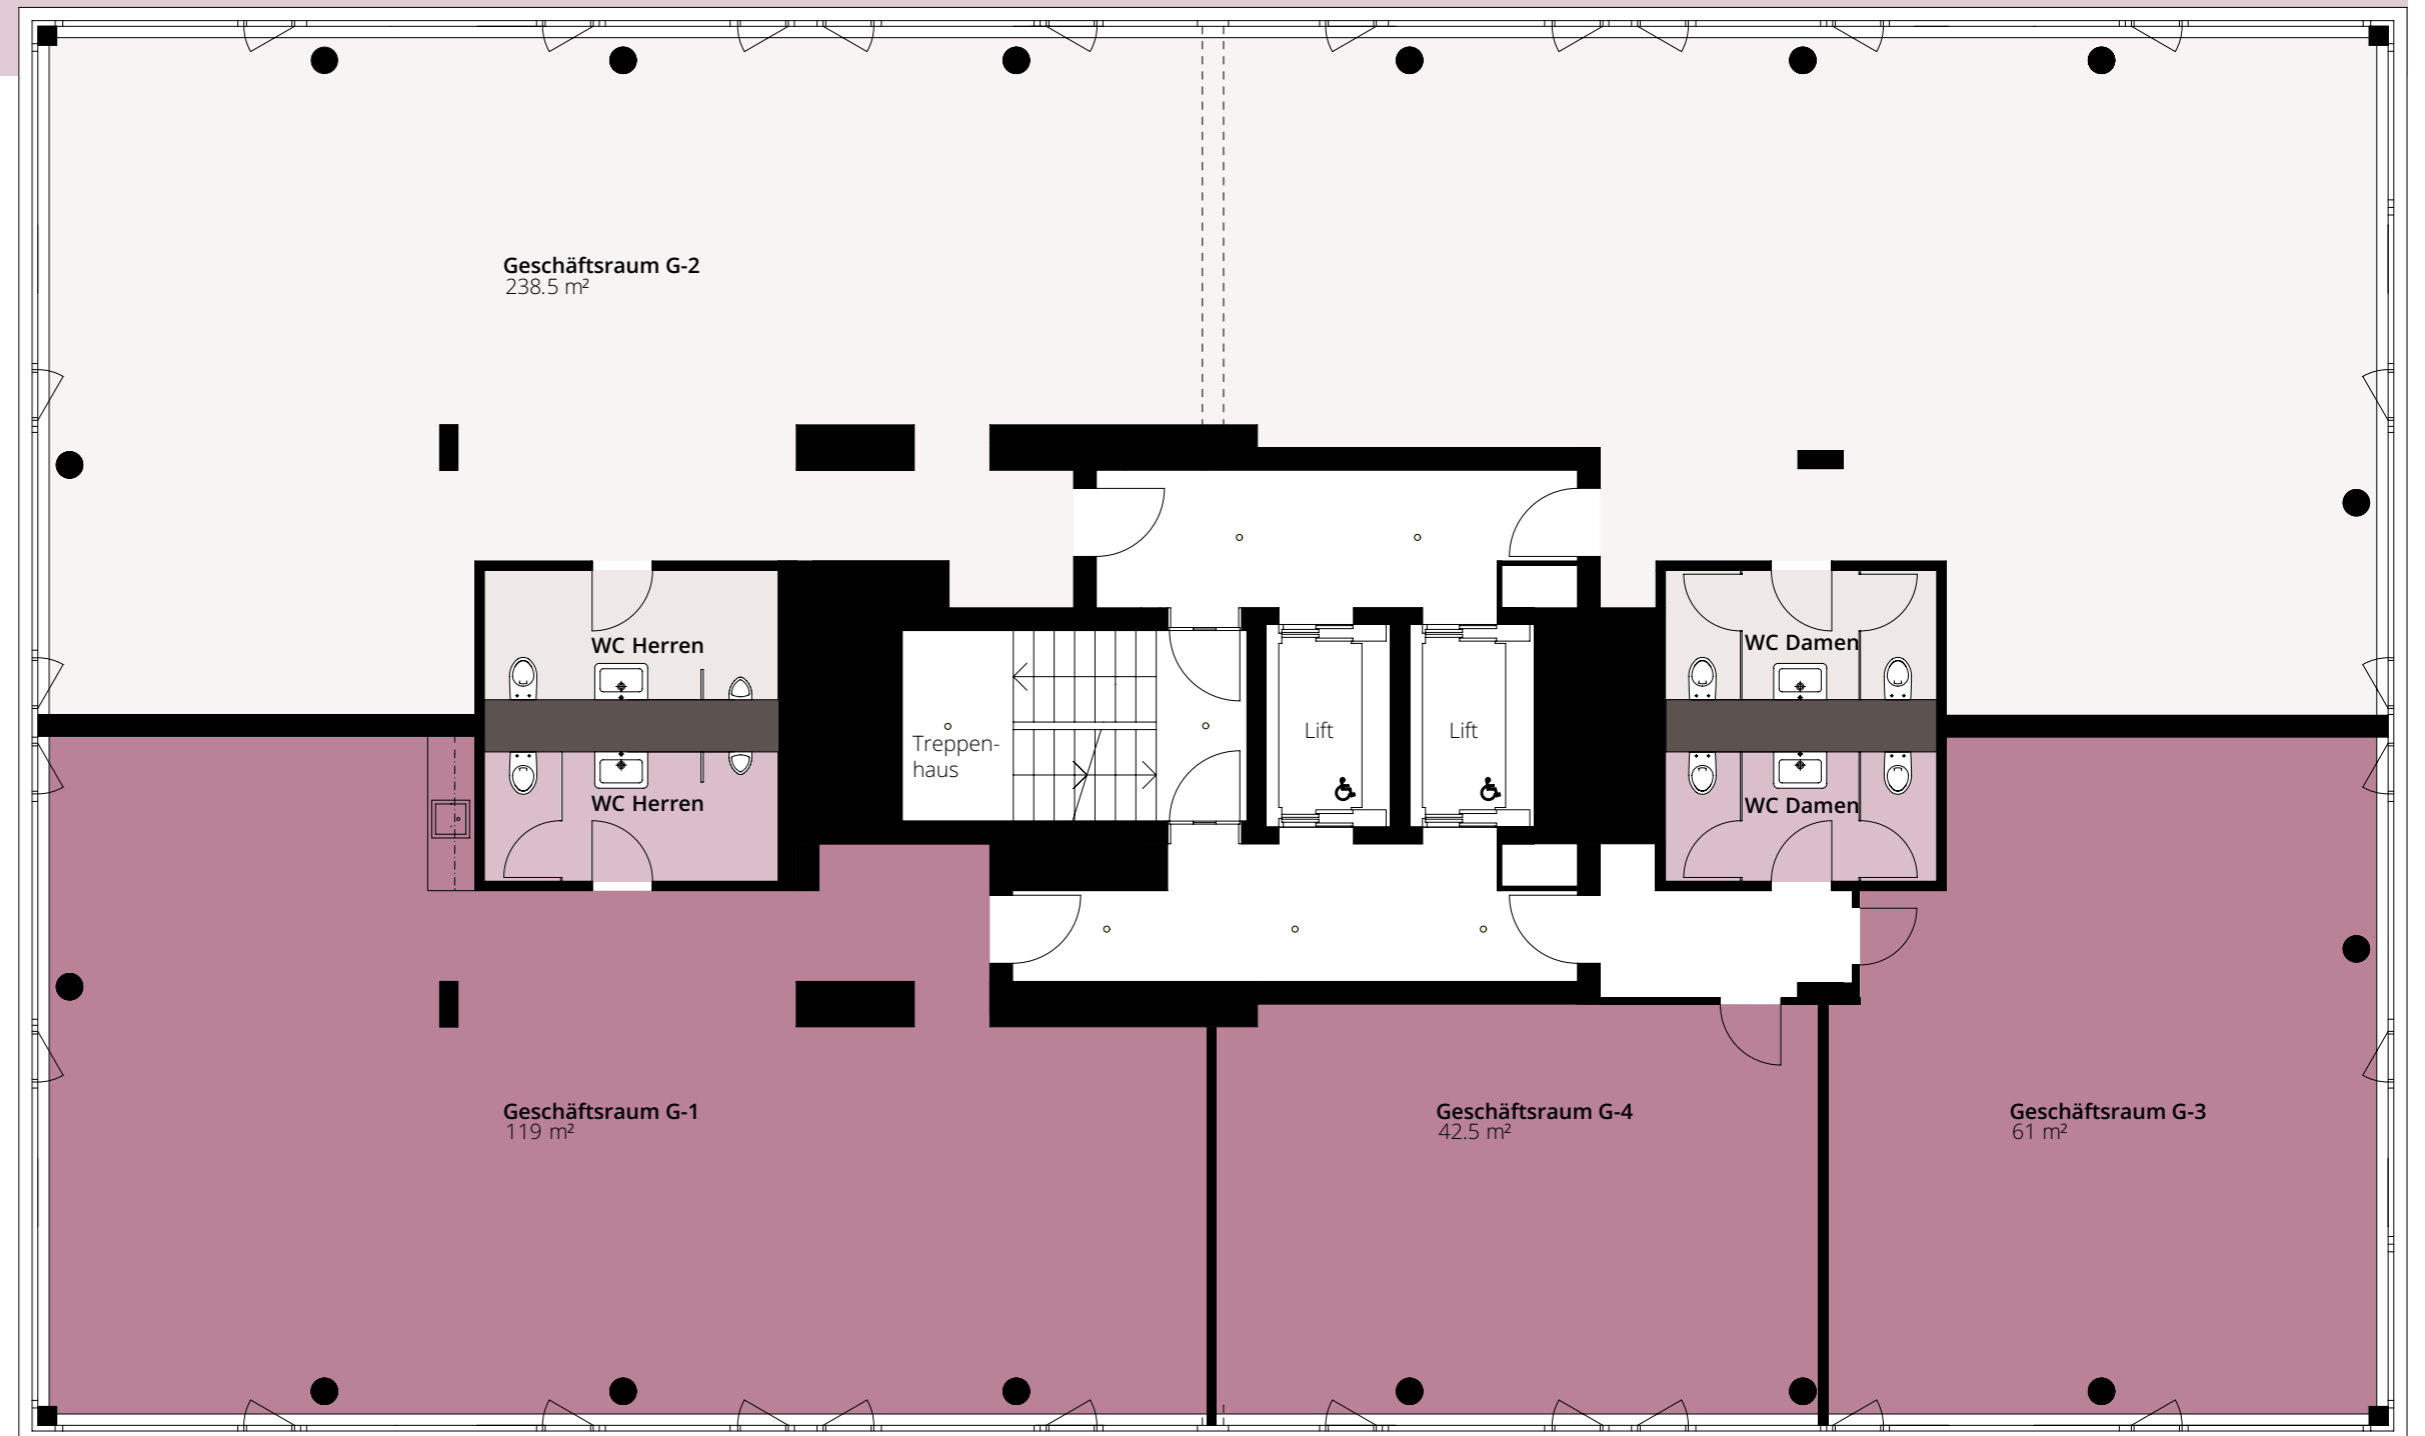 Geschäftsraum G-2
238.5 m²
WC Herren
WC Damen
Treppen-
haus
Lift
Lift
WC Herren
WC Damen
Geschäftsraum G-1
119 m²
Geschäftsraum G-4
42.5 m²
Geschäftsraum G-3
61 m²